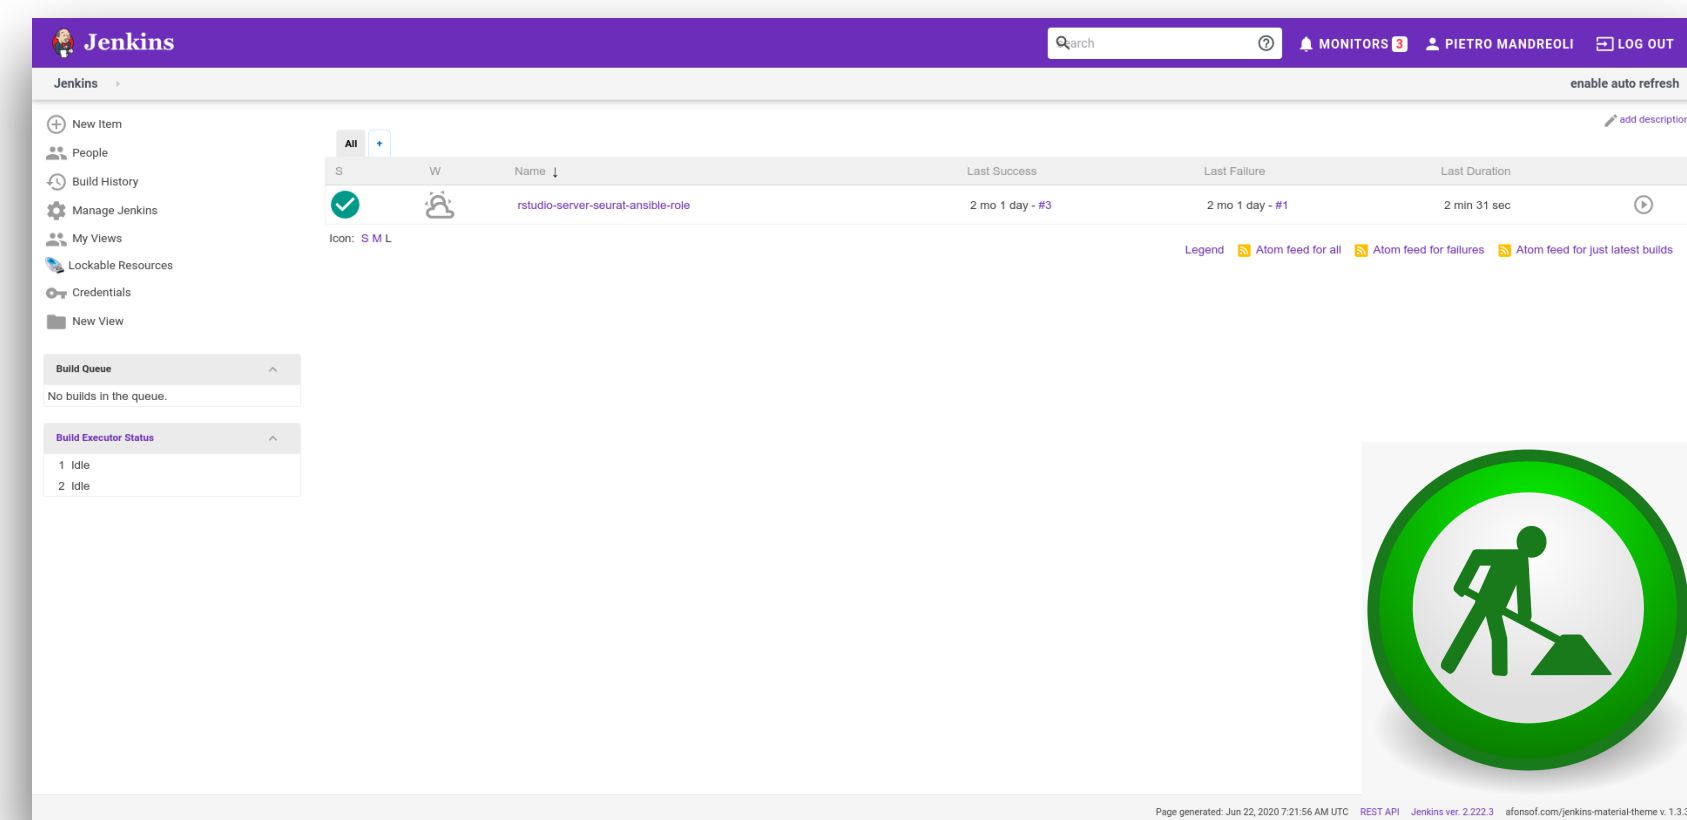 Jenkins
Search
MONITORS 3
PIETRO MANDREOLI
LOG OUT
Jenkins
enable auto refresh
New Item
People
Build History
Manage Jenkins
My Views
Lockable Resources
Credentials
New View
Build Queue
No builds in the queue.
Build Executor Status
1 Idle
2 Idle
add description
All +
S W Name ↓ Last Success Last Failure Last Duration
rstudio-server-seurat-ansible-role 2 mo 1 day - #3 2 mo 1 day - #1 2 min 31 sec
Icon: S M L
Legend Atom feed for all Atom feed for failures Atom feed for just latest builds
Page generated: Jun 22, 2020 7:21:56 AM UTC REST API Jenkins ver. 2.222.3 afonsof.com/jenkins-material-theme v. 1.3.3